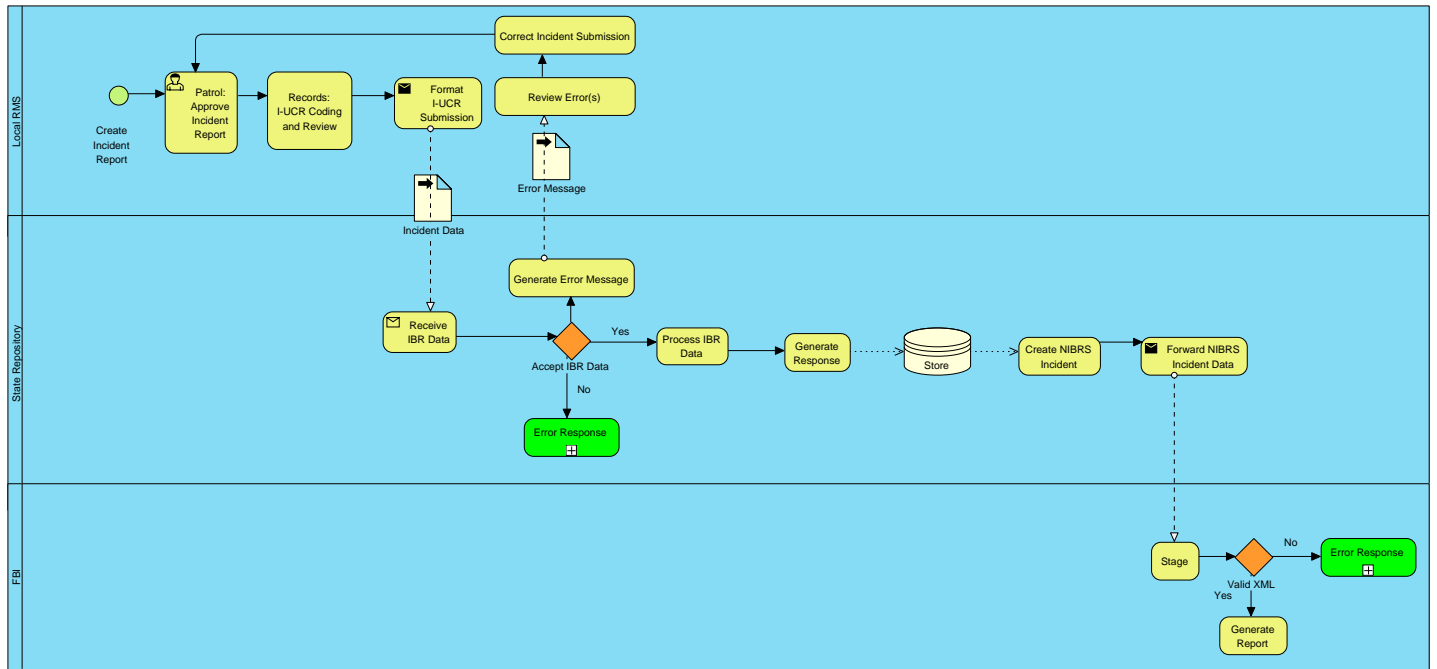 Local RMS
Correct Incident Submission
Create
Incident
Report
Patrol:
Approve
Incident
Report
Records:
I-UCR Coding
and Review
Format
I-UCR
Submission
Review Error(s)
Error Message
Incident Data
State Repository
Generate Error Message
Receive
IBR Data
Accept IBR Data
Yes
No
Error Response
Process IBR
Data
Generate
Response
Store
Create NIBRS
Incident
Forward NIBRS
Incident Data
FBI
Stage
Valid XML
No
Yes
Error Response
Generate
Report